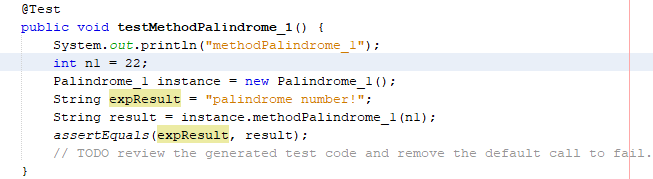 @Test
public void testMethodPalindrome_1() {
System.out.println("methodPalindrome_1");
int n1 = 22;
Palindrome_1 instance = new Palindrome_1();
String expResult = "palindrome number!";
String result = instance.methodPalindrome_1(n1);
assertEquals(expResult, result);
// TODO review the generated test code and remove the default call to fail.
}